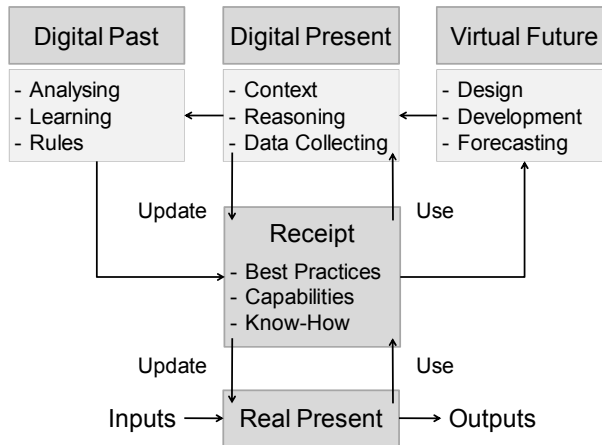 Digital Past
Digital Present
Virtual Future
- Analysing
- Learning
- Rules
- Context
- Reasoning
- Data Collecting
- Design
- Development
- Forecasting
Update
Use
Receipt
- Best Practices
- Capabilities
- Know-How
Update
Use
Inputs
Real Present
Outputs